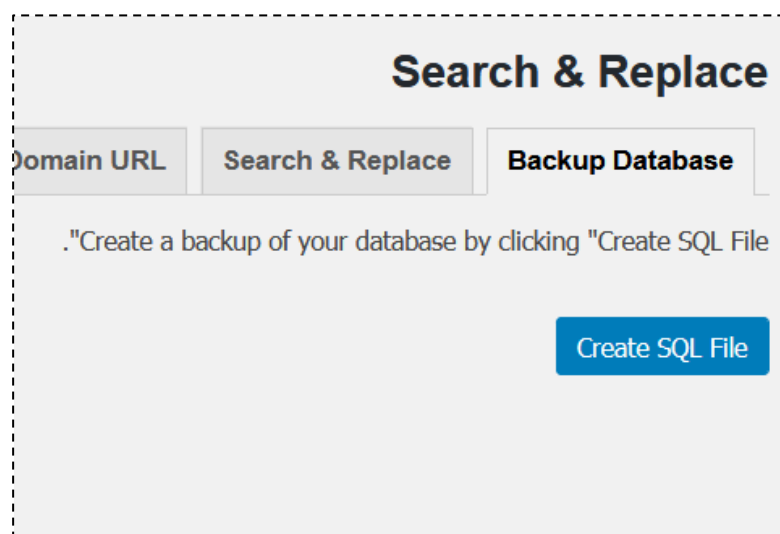 Search & Replace
Backup Database
Search & Replace
Domain URL
."Create a backup of your database by clicking "Create SQL File
Create SQL File